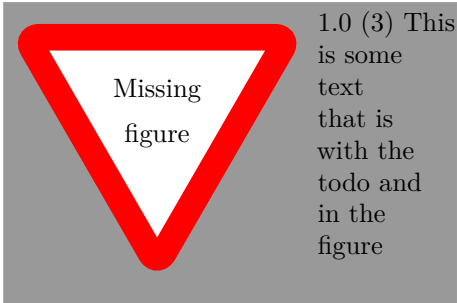 Missing
figure
1.0 (3) This
is some
text
that is
with the
todo and
in the
figure